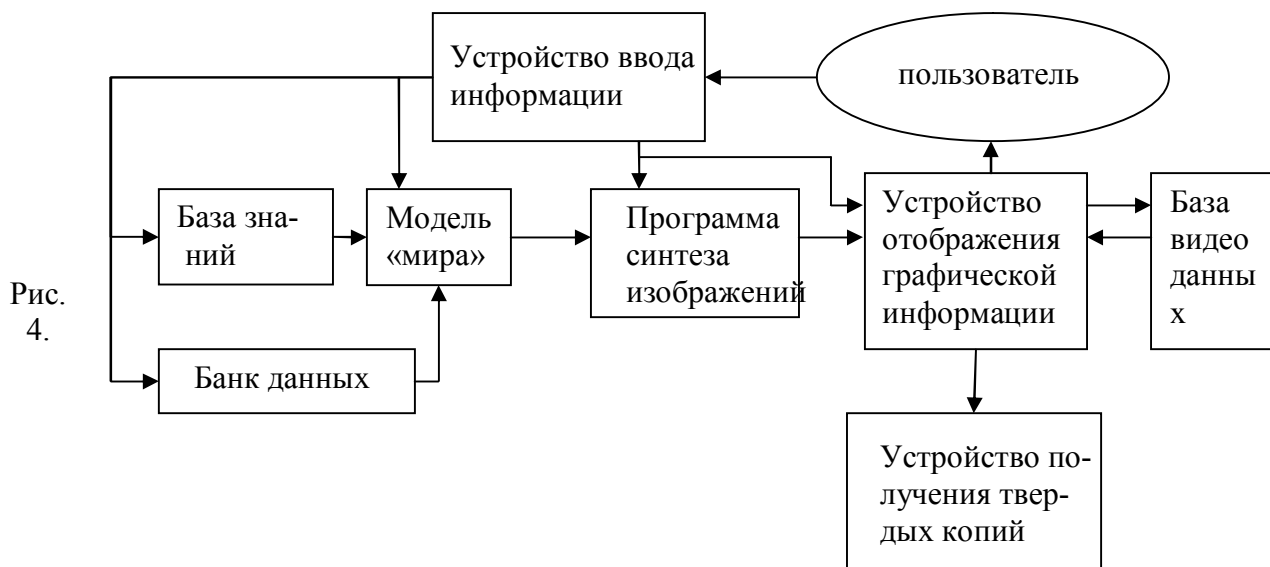 Устройство ввода
информации
пользователь
База зна-
ний
Модель
«мира»
Программа
синтеза
изображений
Устройство
отображения
графической
информации
База
видео
данны
х
Рис.
4.
Банк данных
Устройство по-
лучения твер-
дых копий